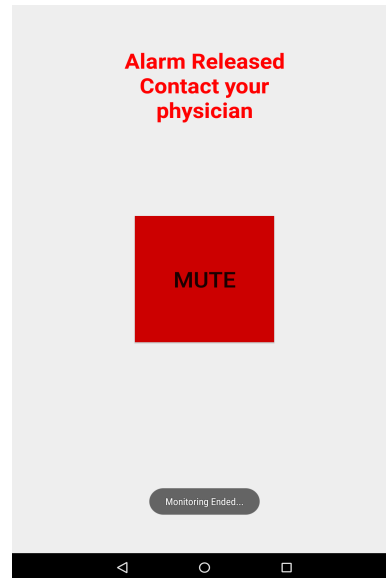 Alarm Released
Contact your
physician
MUTE
Monitoring Ended...